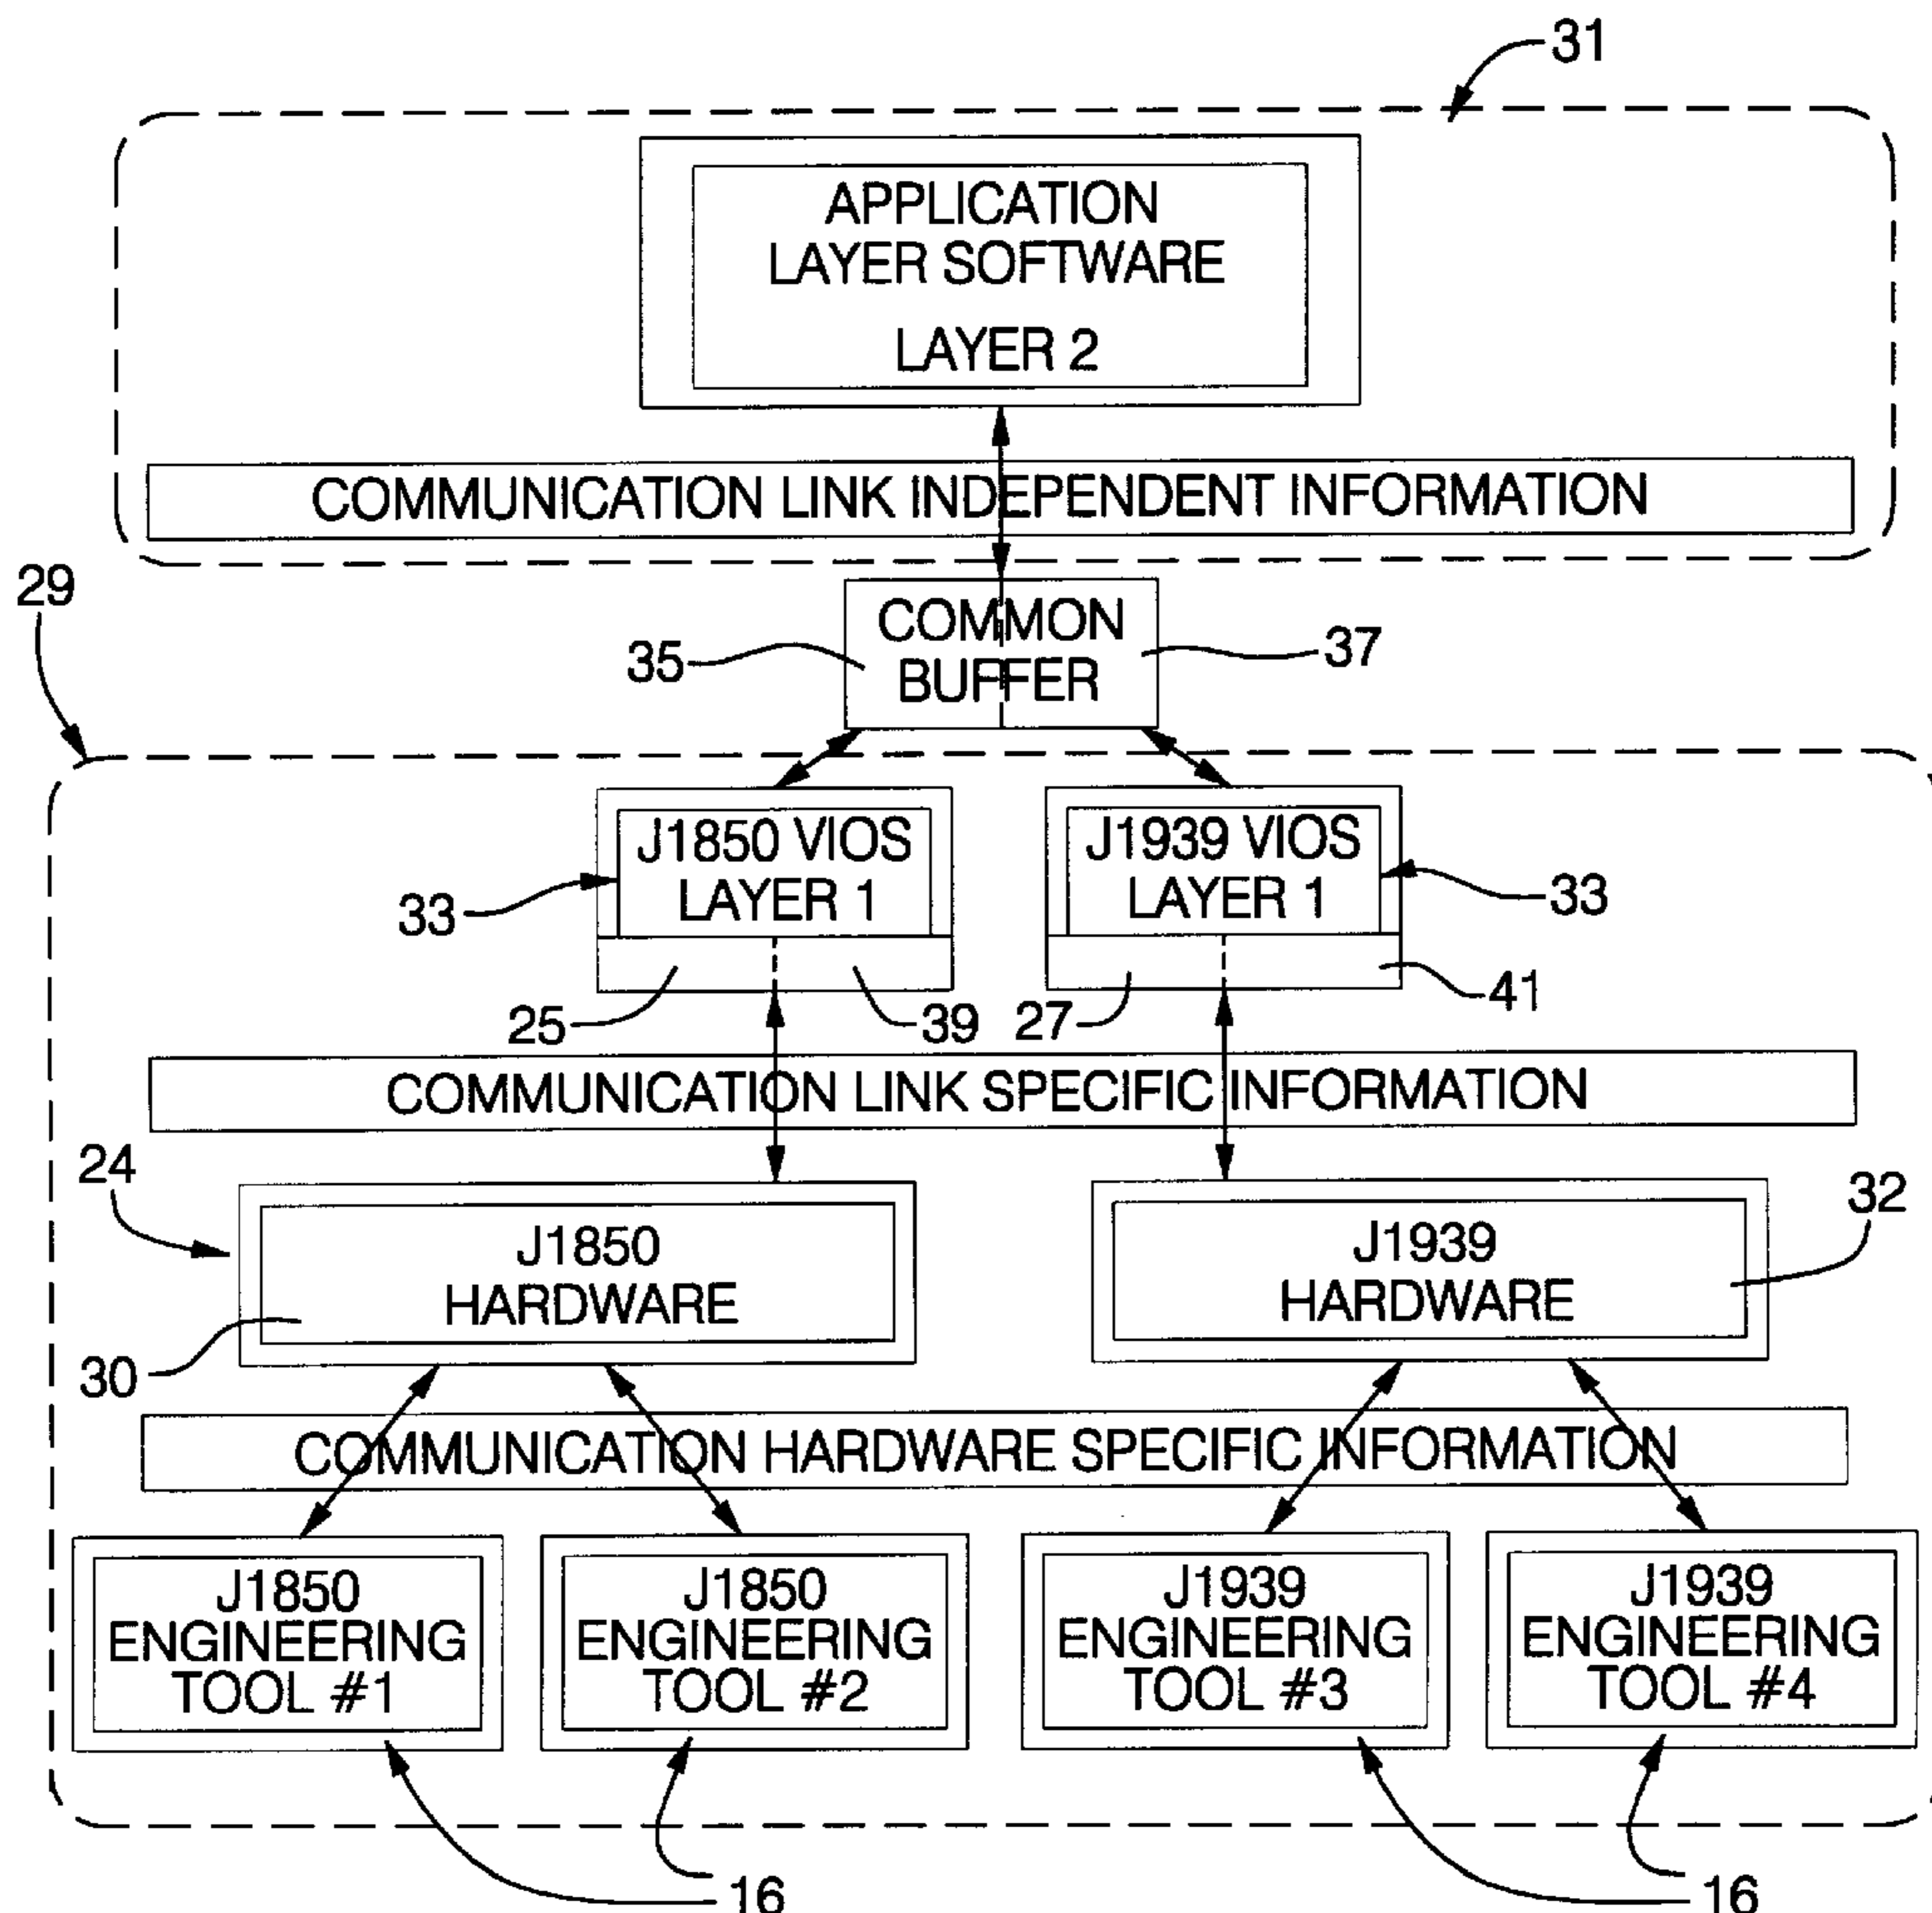 31
APPLICATION
LAYER SOFTWARE
LAYER 2
COMMUNICATION LINK INDEPENDENT INFORMATION
29
COMMON
BUFFER
35
37
J1850 VIOS
LAYER 1
J1939 VIOS
LAYER 1
33
33
25
39
27
41
COMMUNICATION LINK SPECIFIC INFORMATION
24
32
J1850
HARDWARE
J1939
HARDWARE
30
COMMUNICATION HARDWARE SPECIFIC INFORMATION
J1850
ENGINEERING
TOOL #1
J1850
ENGINEERING
TOOL #2
J1939
ENGINEERING
TOOL #3
J1939
ENGINEERING
TOOL #4
16
16